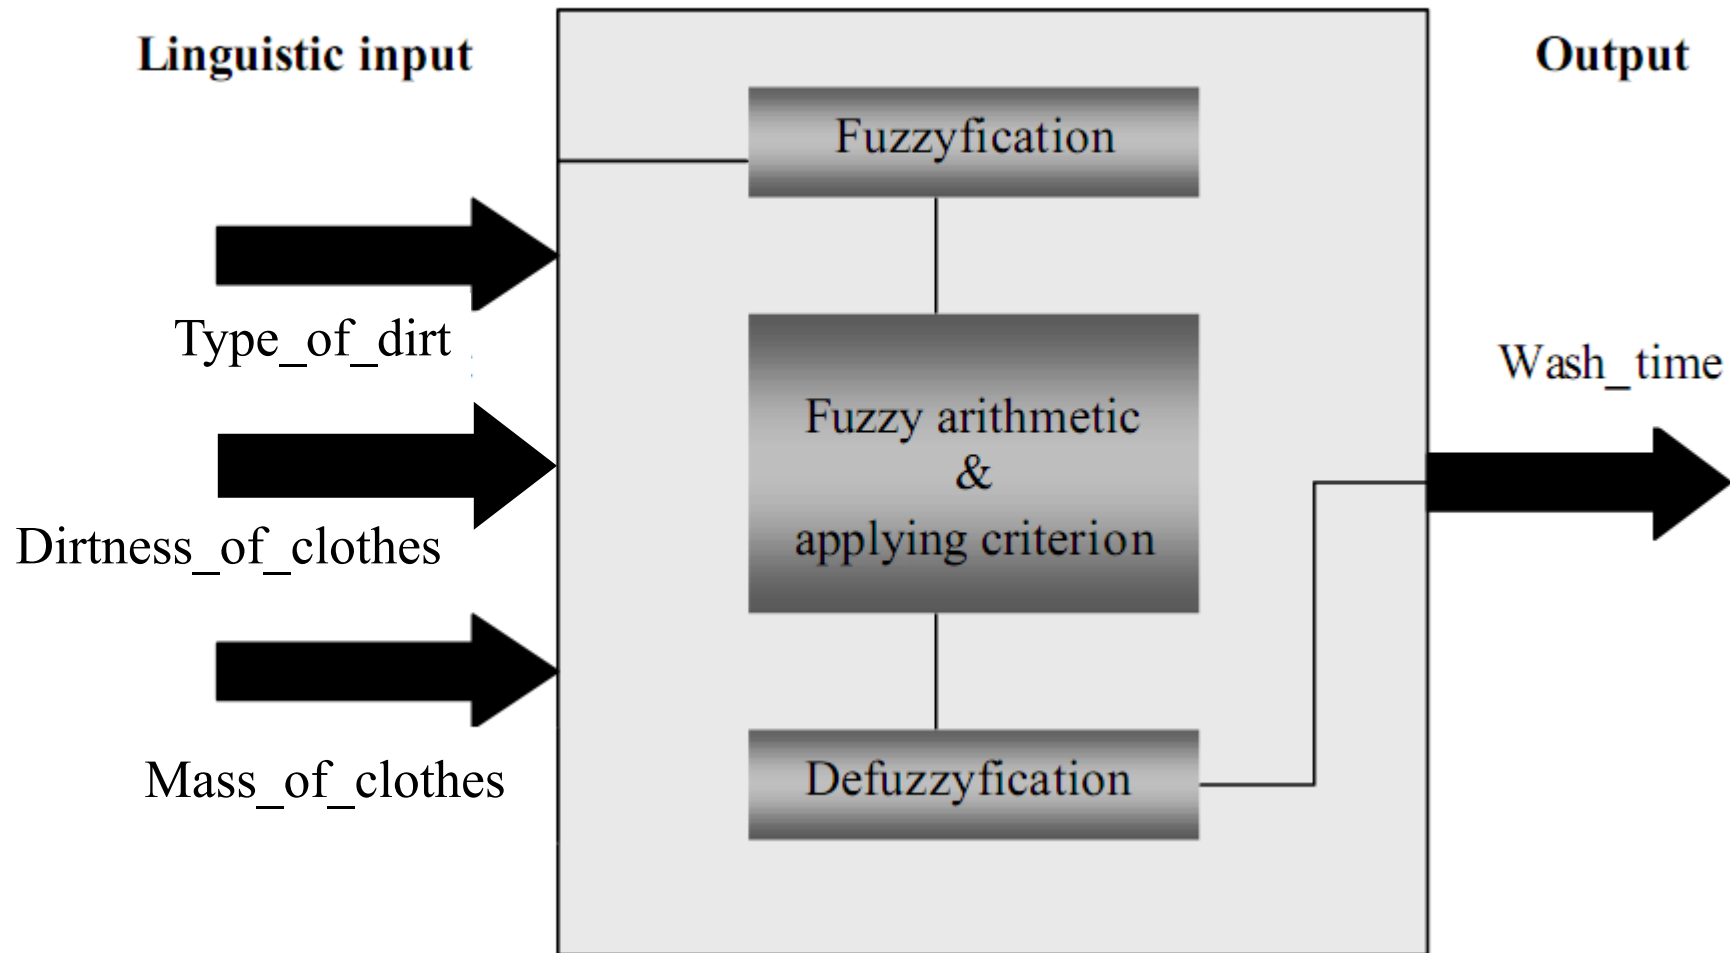 Linguistic input
Output
Fuzzyfication
Type_of_dirt
Wash_time
Fuzzy arithmetic
&
applying criterion
Dirtness_of_clothes
Mass_of_clothes
Defuzzyfication